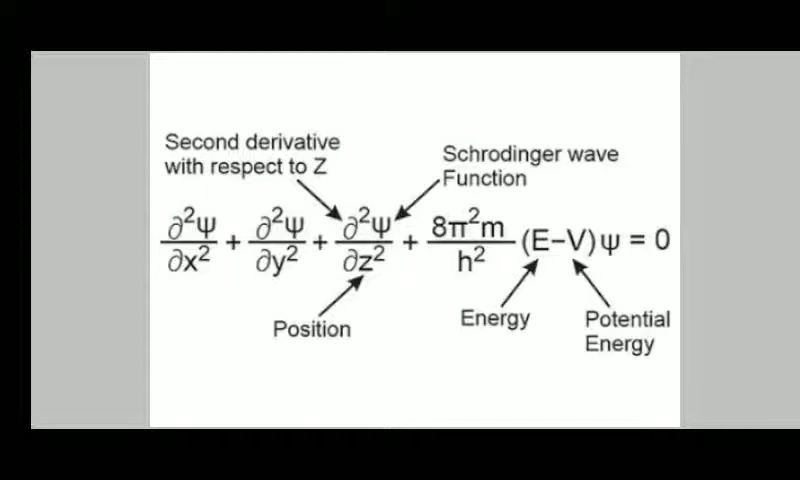 Second derivative
with respect to Z
Schrodinger wave
Function
∂²ψ/∂x² + ∂²ψ/∂y² + ∂²ψ/∂z² + 8π²m/h² (E−V)ψ = 0
Position
Energy
Potential
Energy